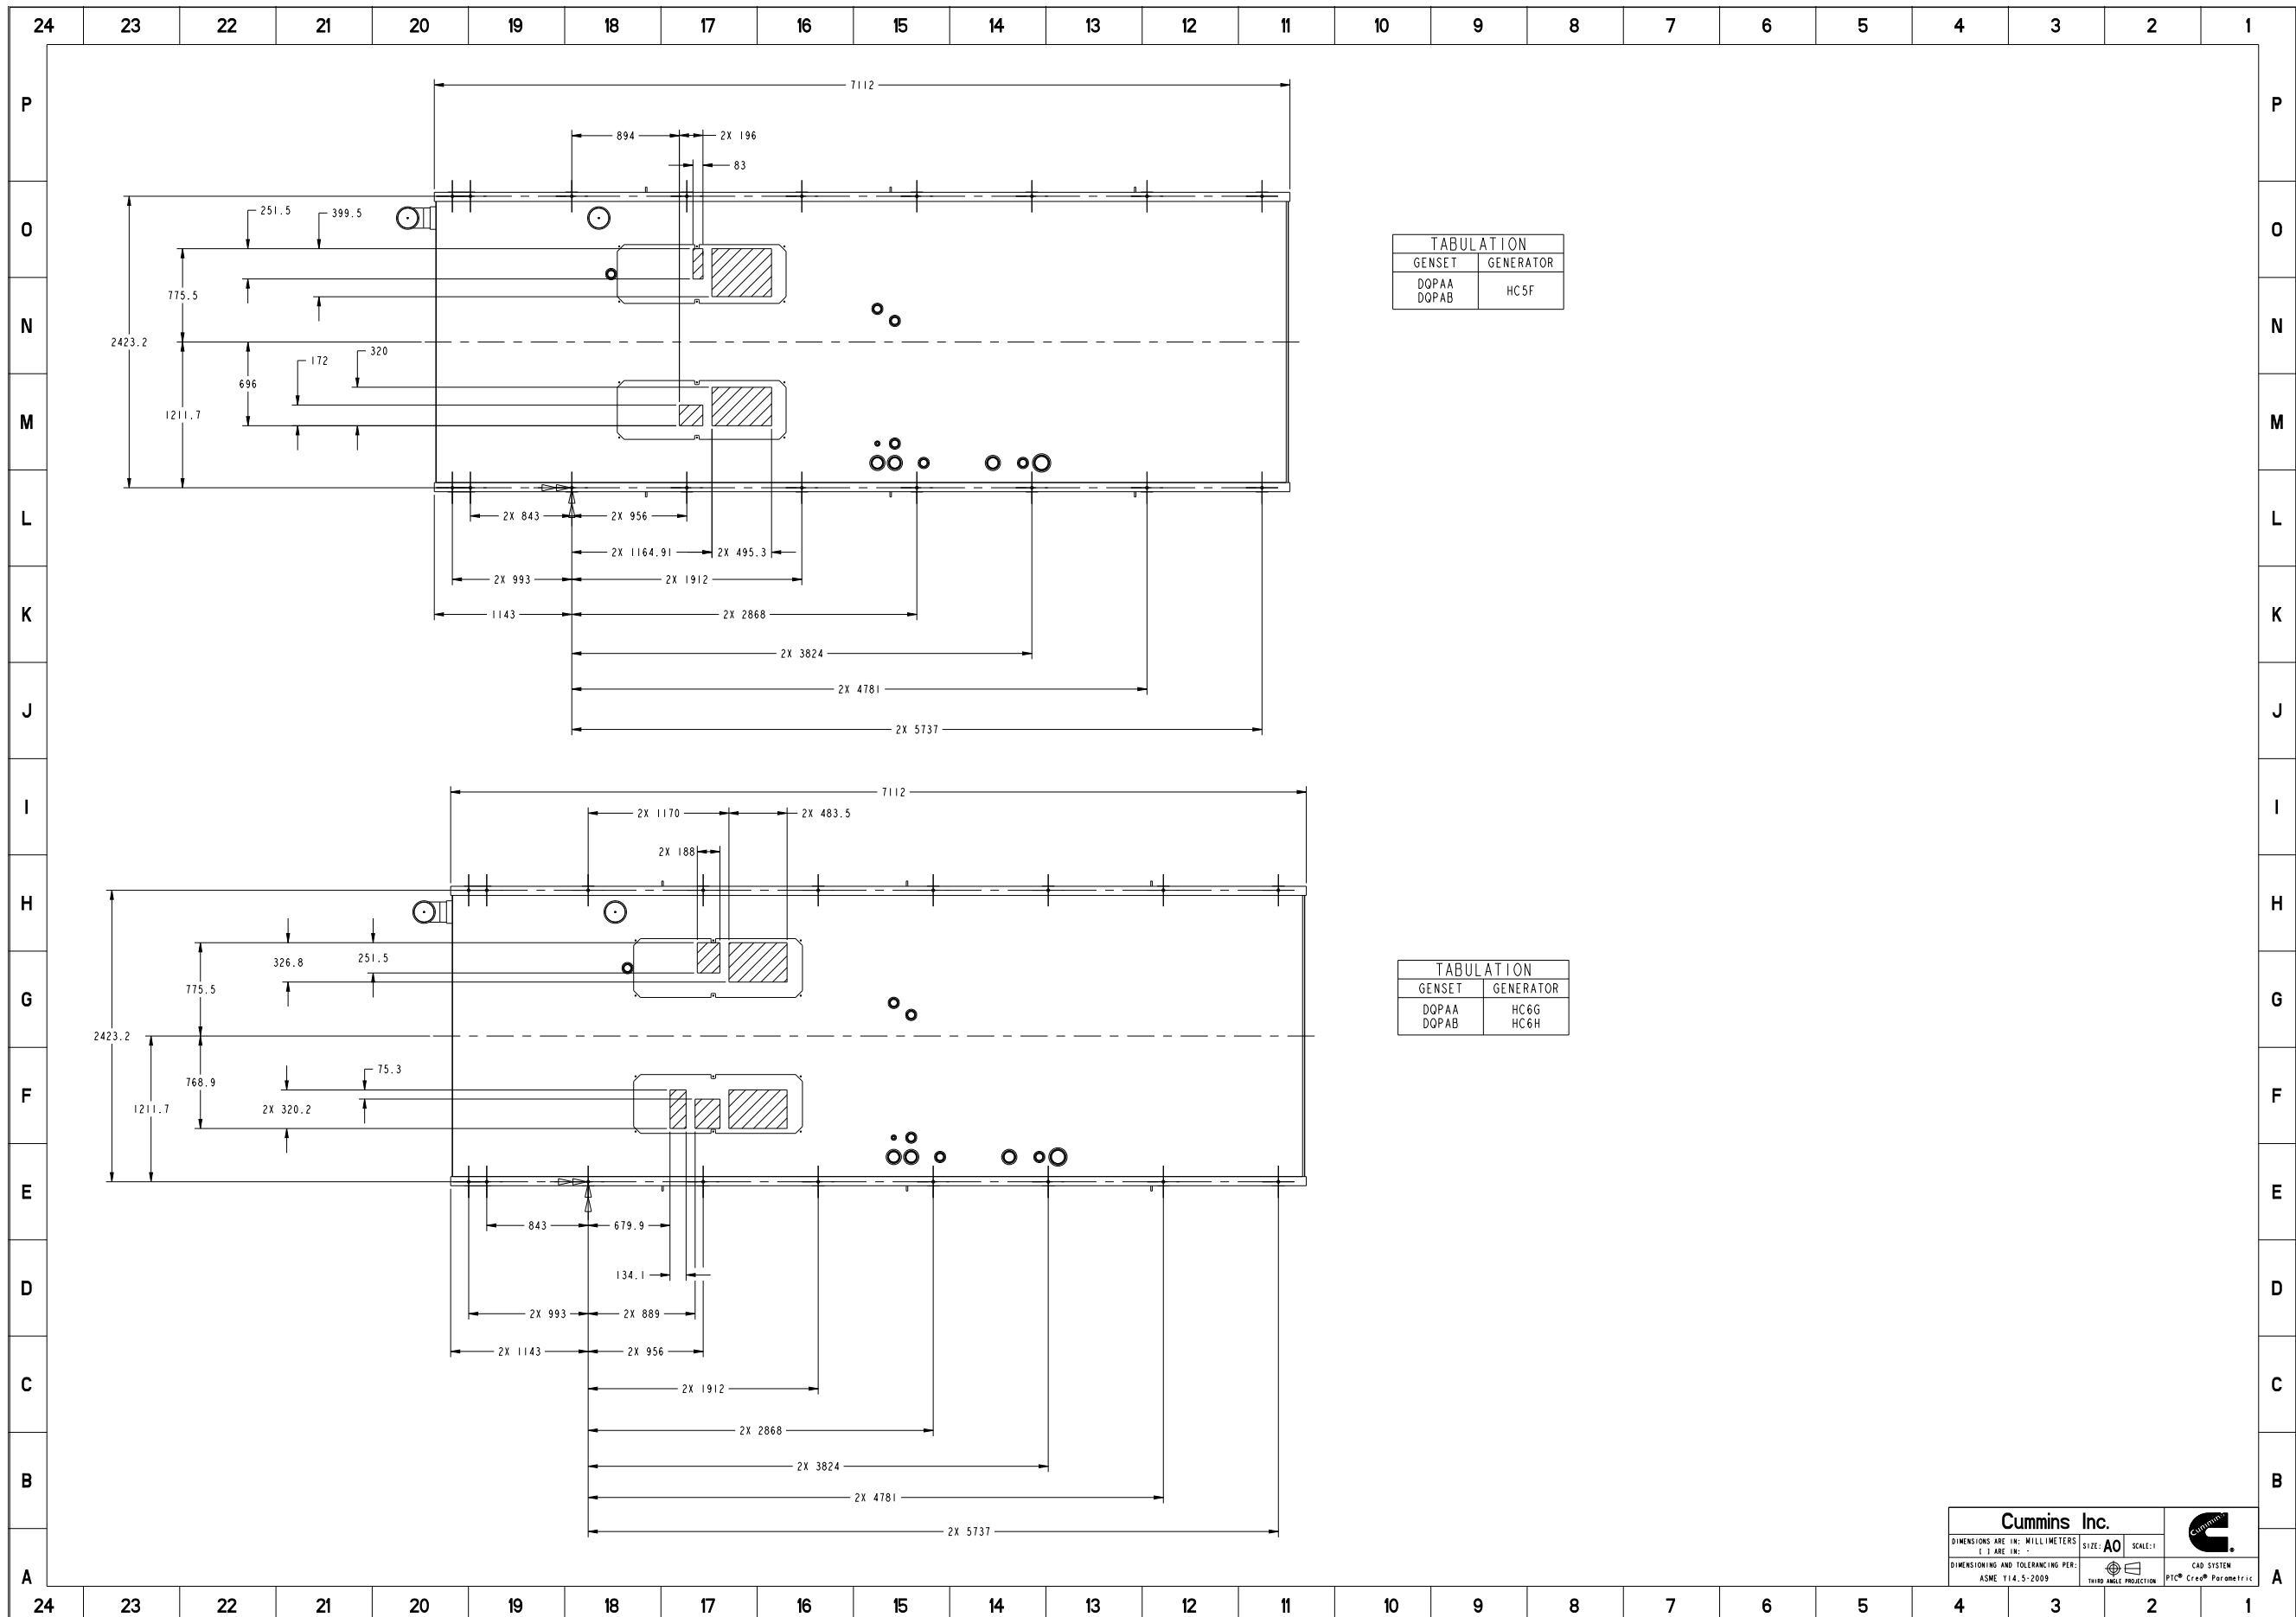 24 23 22 21 20 19 18 17 16 15 14 13 12 11 10 9 8 7 6 5 4 3 2 1
P P
7112
894 2X 196
83
O O
251.5 399.5
TABULATION
GENSET GENERATOR
DQPAA
DQPAB
HC5F
775.5
N N
2423.2
172 320
696
1211.7
M M
L L
2X 843 2X 956
2X 1164.91 2X 495.3
2X 993 2X 1912
K K
1143 2X 2868
2X 3824
2X 4781
J J
2X 5737
I I
7112
2X 1170 2X 483.5
2X 188
H H
326.8 251.5
TABULATION
GENSET GENERATOR
DQPAA HC6G
DQPAB HC6H
775.5
G G
2423.2
75.3
768.9
F F
1211.7 2X 320.2
E E
843 679.9
134.1
D D
2X 993 2X 889
2X 1143 2X 956
C C
2X 1912
2X 2868
2X 3824
B B
2X 4781
2X 5737
Cummins Inc.
DIMENSIONS ARE IN: MILLIMETERS
[ ] ARE IN: -
SIZE: A0 SCALE:1
Cummins
DIMENSIONING AND TOLERANCING PER:
ASME Y14.5-2009
THIRD ANGLE PROJECTION
CAD SYSTEM
PTC® Creo® Parametric
A A
24 23 22 21 20 19 18 17 16 15 14 13 12 11 10 9 8 7 6 5 4 3 2 1